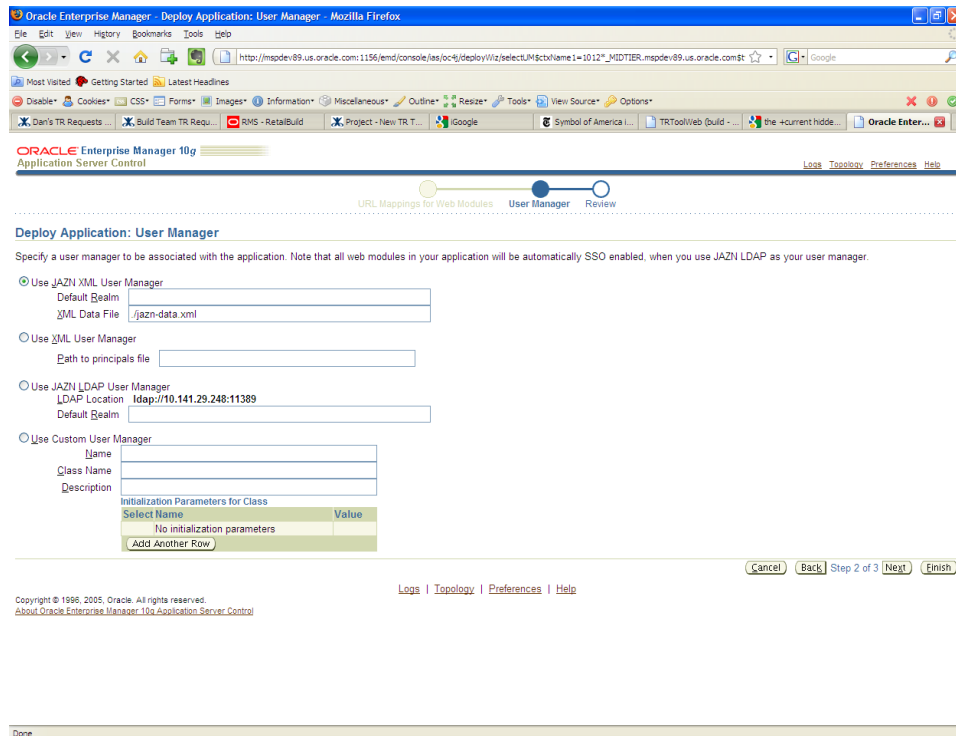 Oracle Enterprise Manager - Deploy Application: User Manager - Mozilla Firefox
File Edit View History Bookmarks Tools Help
http://mspdev89.us.oracle.com:1156/emd/console/ias/oc4j/deployWiz/selectUM$ctxName1=1012*_MIDTIER.mspdev89.us.oracle.com$t G Google
Most Visited Getting Started Latest Headlines
Disable* Cookies* CSS* Forms* Images* Information* Miscellaneous* Outline* Resize* Tools* View Source* Options*
Dan's TR Requests ... Build Team TR Requ... RMS - RetailBuild Project - New TR T... iGoogle Symbol of America i... TRToolWeb (build - ... the +current hidde... Oracle Enter...
ORACLE Enterprise Manager 10g
Application Server Control
Logs Topology Preferences Help
URL Mappings for Web Modules User Manager Review
Deploy Application: User Manager
Specify a user manager to be associated with the application. Note that all web modules in your application will be automatically SSO enabled, when you use JAZN LDAP as your user manager.
Use JAZN XML User Manager
Default Realm
XML Data File ./jazn-data.xml
Use XML User Manager
Path to principals file
Use JAZN LDAP User Manager
LDAP Location ldap://10.141.29.248:11389
Default Realm
Use Custom User Manager
Name
Class Name
Description
Initialization Parameters for Class
Select Name Value
No initialization parameters
Add Another Row
Cancel Back Step 2 of 3 Next Finish
Logs | Topology | Preferences | Help
Copyright © 1996, 2005, Oracle. All rights reserved.
About Oracle Enterprise Manager 10g Application Server Control
Done